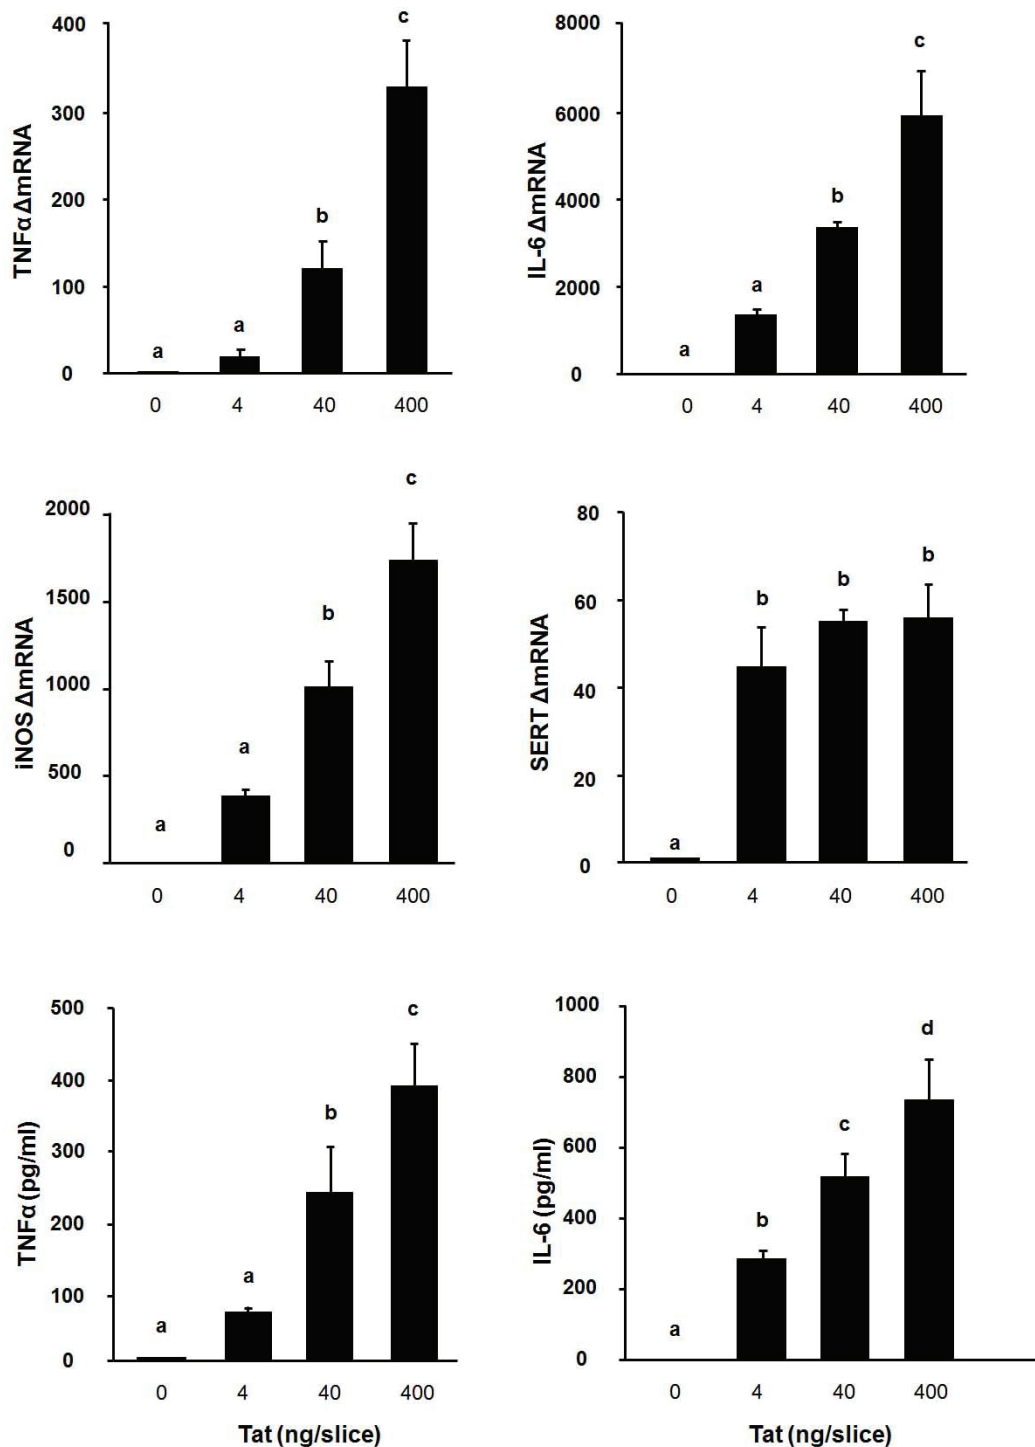 TNFα ΔmRNA
400
300
200
100
0
a
a
b
c
0 4 40 400
IL-6 ΔmRNA
8000
6000
4000
2000
0
a
a
b
c
0 4 40 400
iNOS ΔmRNA
2000
1500
1000
500
0
a
a
b
c
0 4 40 400
SERT ΔmRNA
80
60
40
20
0
a
b
b
b
0 4 40 400
TNFα (pg/ml)
500
400
300
200
100
0
a
a
b
c
0 4 40 400
Tat (ng/slice)
IL-6 (pg/ml)
1000
800
600
400
200
0
a
b
c
d
0 4 40 400
Tat (ng/slice)